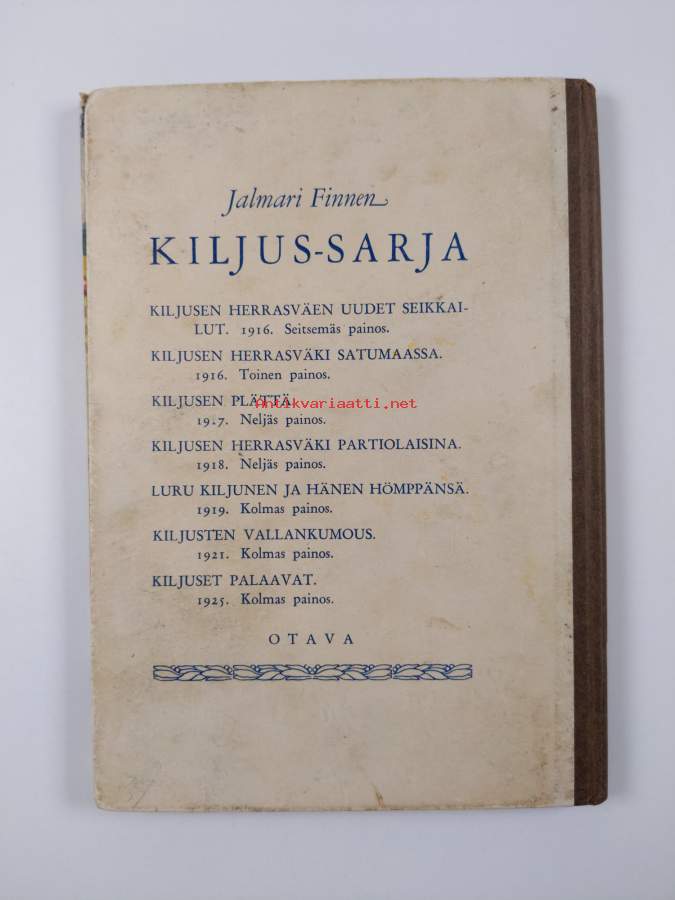 Jalmari Finnen
KILJUS-SARJA
KILJUSEN HERRASVÄEN UUDET SEIKKAI-
LUT. 1916. Seitsemäs painos.
KILJUSEN HERRASVÄKI SATUMAASSA.
1916. Toinen painos.
KILJUSEN PLÄTTÄ.
Antikvariaatti.net
1917. Neljäs painos.
KILJUSEN HERRASVÄKI PARTIOLAISINA.
1918. Neljäs painos.
LURU KILJUNEN JA HÄNEN HÖMPPÄNSÄ.
1919. Kolmas painos.
KILJUSTEN VALLANKUMOUS.
1921. Kolmas painos.
KILJUSET PALAAVAT.
1925. Kolmas painos.
OTAVA